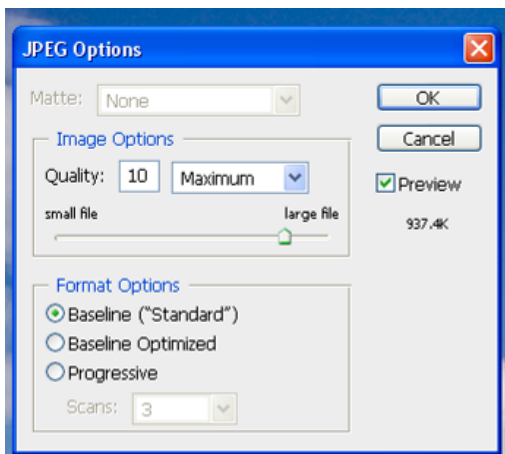 JPEG Options
Matte: None
OK
Image Options
Cancel
Quality: 10 Maximum
Preview
small file large file
937.4K
Format Options
Baseline ("Standard")
Baseline Optimized
Progressive
Scans: 3